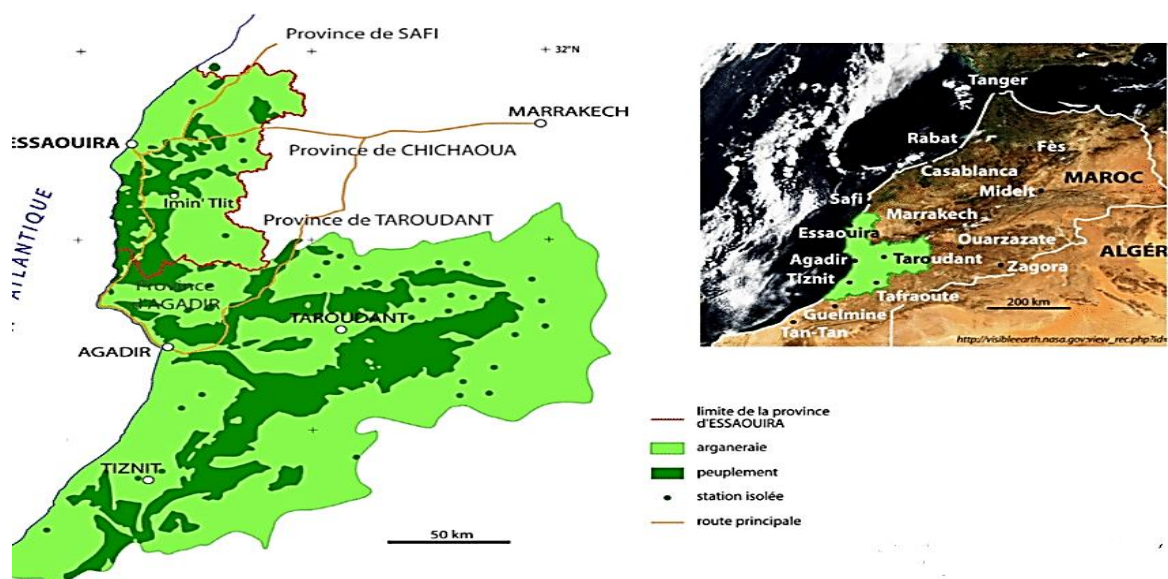 Province de SAFI
32°N
MARRAKECH
ESSAOUIRA
Province de CHICHAOUA
Imin' Tlit
Province de TAROUDANT
ATLANTIQUE
Province
d'AGADIR
TAROUDANT
AGADIR
TIZNIT
50 km
Tanger
Rabat
Fès
Casablanca
MAROC
Midelt
Safi
Marrakech
Essaouira
Ouarzazate
ALGÉR
Agadir
Taroudant
Zagora
Tiznit
Tafraoute
200 km
Guelmine
Tan-Tan
http://visibleearth.nasa.gov:view_rec.php?id=
limite de la province
d'ESSAOUIRA
arganeraie
peuplement
station isolée
route principale